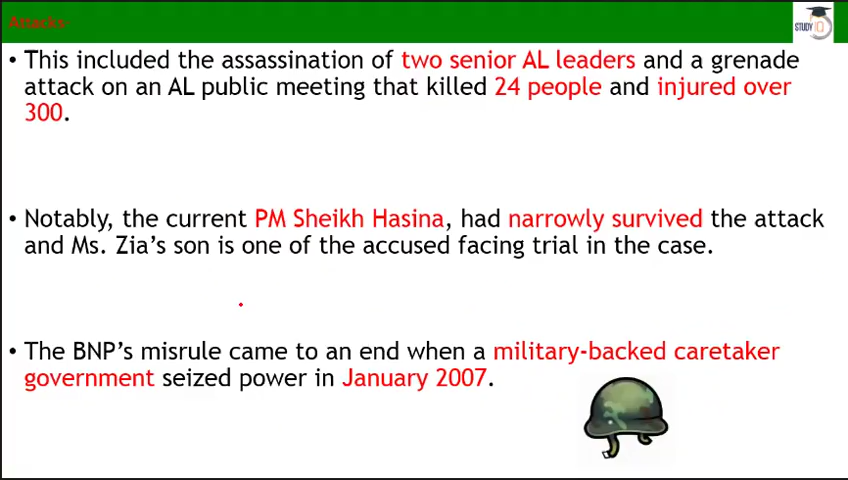 Attacks
STUDY IQ
• This included the assassination of two senior AL leaders and a grenade
attack on an AL public meeting that killed 24 people and injured over
300.
• Notably, the current PM Sheikh Hasina, had narrowly survived the attack
and Ms. Zia's son is one of the accused facing trial in the case.
• The BNP's misrule came to an end when a military-backed caretaker
government seized power in January 2007.